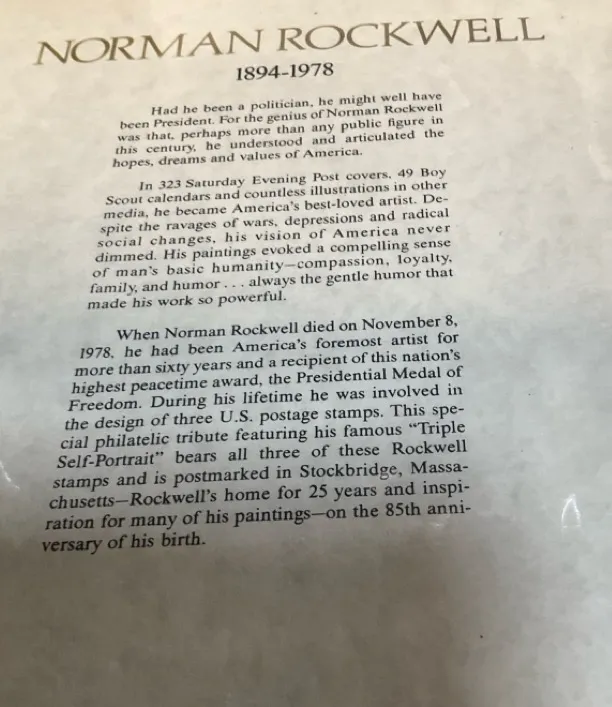 NORMAN ROCKWELL
1894-1978
Had he been a politician, he might well have
been President. For the genius of Norman Rockwell
was that, perhaps more than any public figure in
this century, he understood and articulated the
hopes, dreams and values of America.
In 323 Saturday Evening Post covers, 49 Boy
Scout calendars and countless illustrations in other
media, he became America's best-loved artist. De-
spite the ravages of wars, depressions and radical
social changes, his vision of America never
dimmed. His paintings evoked a compelling sense
of man's basic humanity—compassion, loyalty,
family, and humor . . . always the gentle humor that
made his work so powerful.
When Norman Rockwell died on November 8,
1978, he had been America's foremost artist for
more than sixty years and a recipient of this nation's
highest peacetime award, the Presidential Medal of
Freedom. During his lifetime he was involved in
the design of three U.S. postage stamps. This spe-
cial philatelic tribute featuring his famous "Triple
Self-Portrait" bears all three of these Rockwell
stamps and is postmarked in Stockbridge, Massa-
chusetts—Rockwell's home for 25 years and inspi-
ration for many of his paintings—on the 85th anni-
versary of his birth.